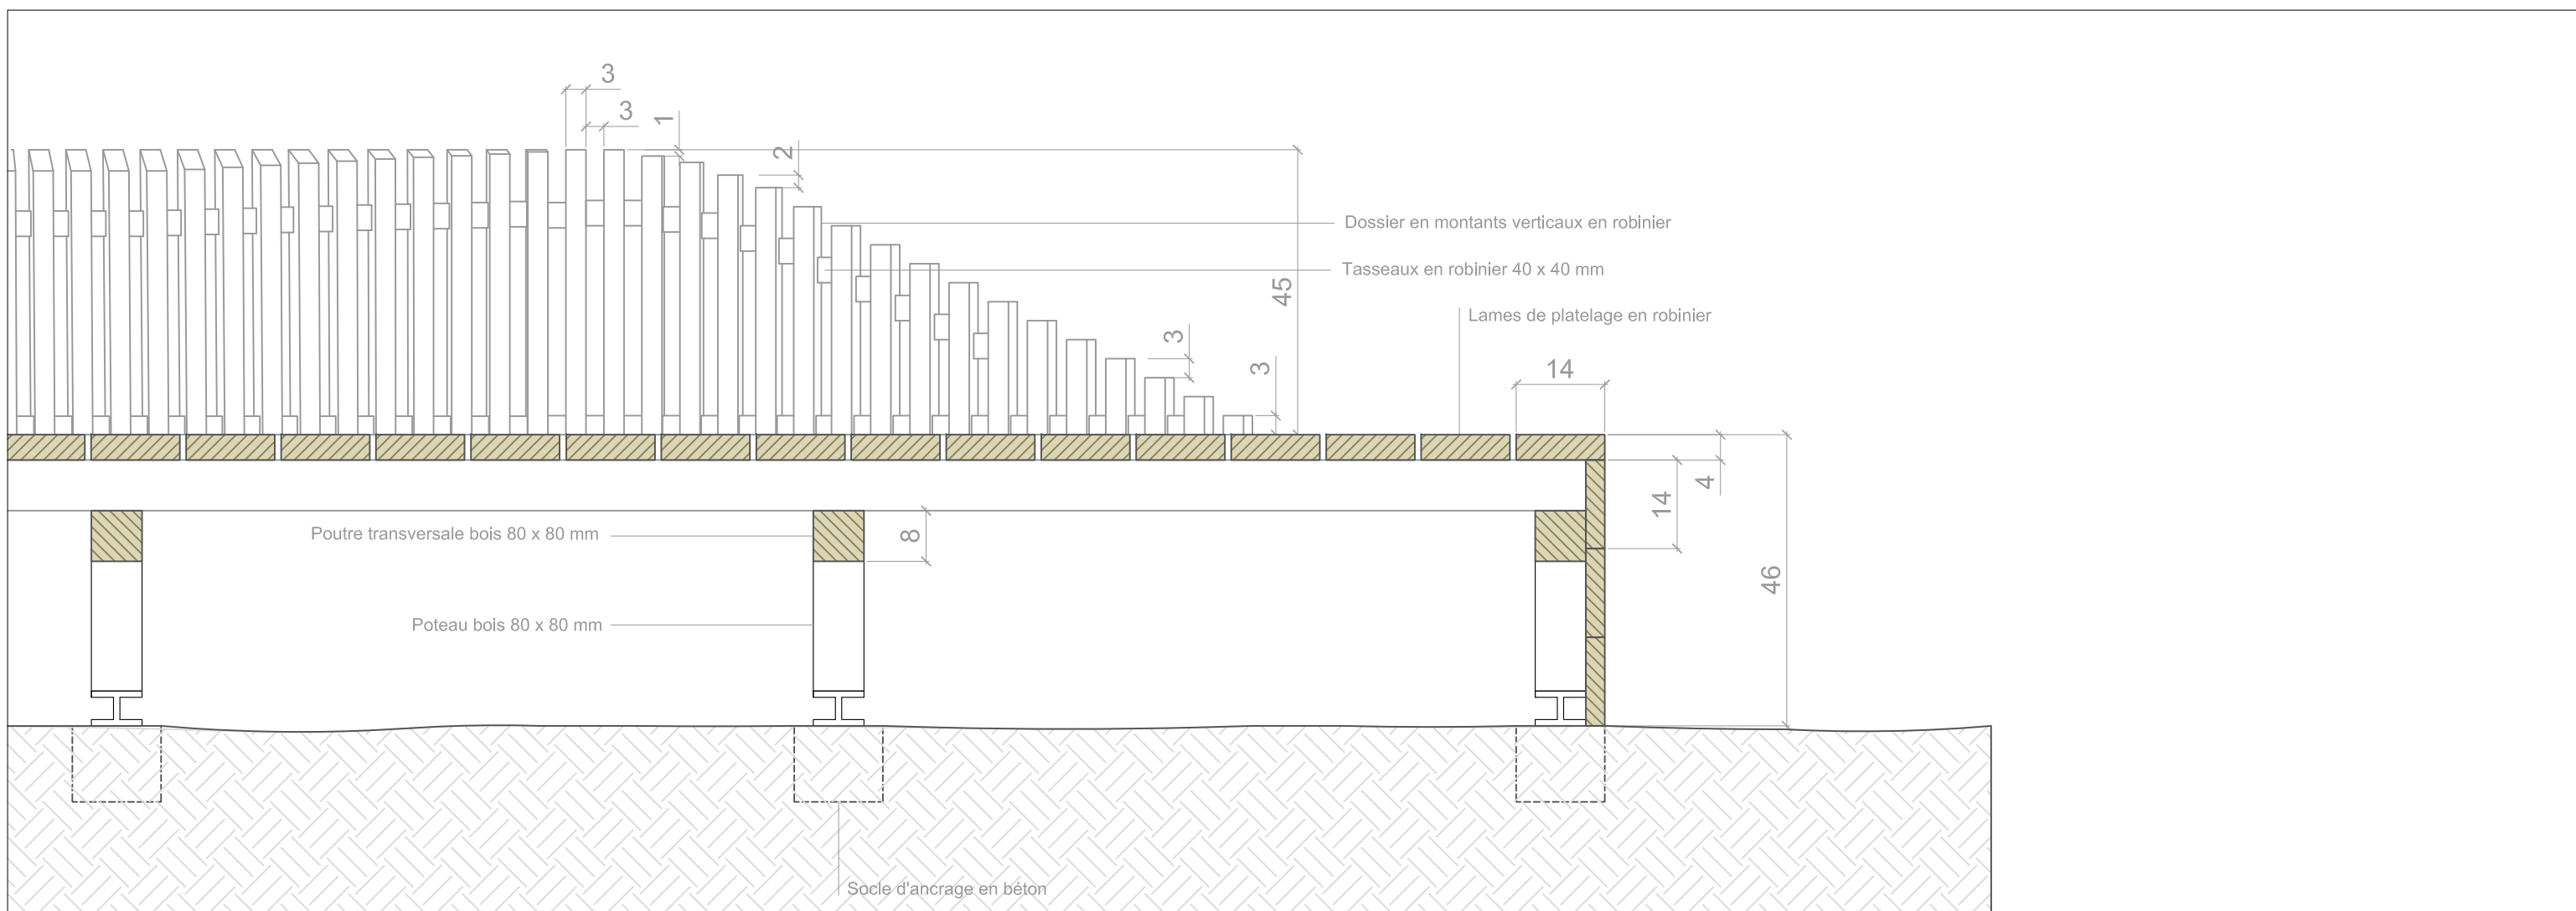 3
3
1
2
Dossier en montants verticaux en robinier
Tasseaux en robinier 40 x 40 mm
45
Lames de platelage en robinier
3
3
14
4
14
Poutre transversale bois 80 x 80 mm
8
46
Poteau bois 80 x 80 mm
Socle d'ancrage en béton